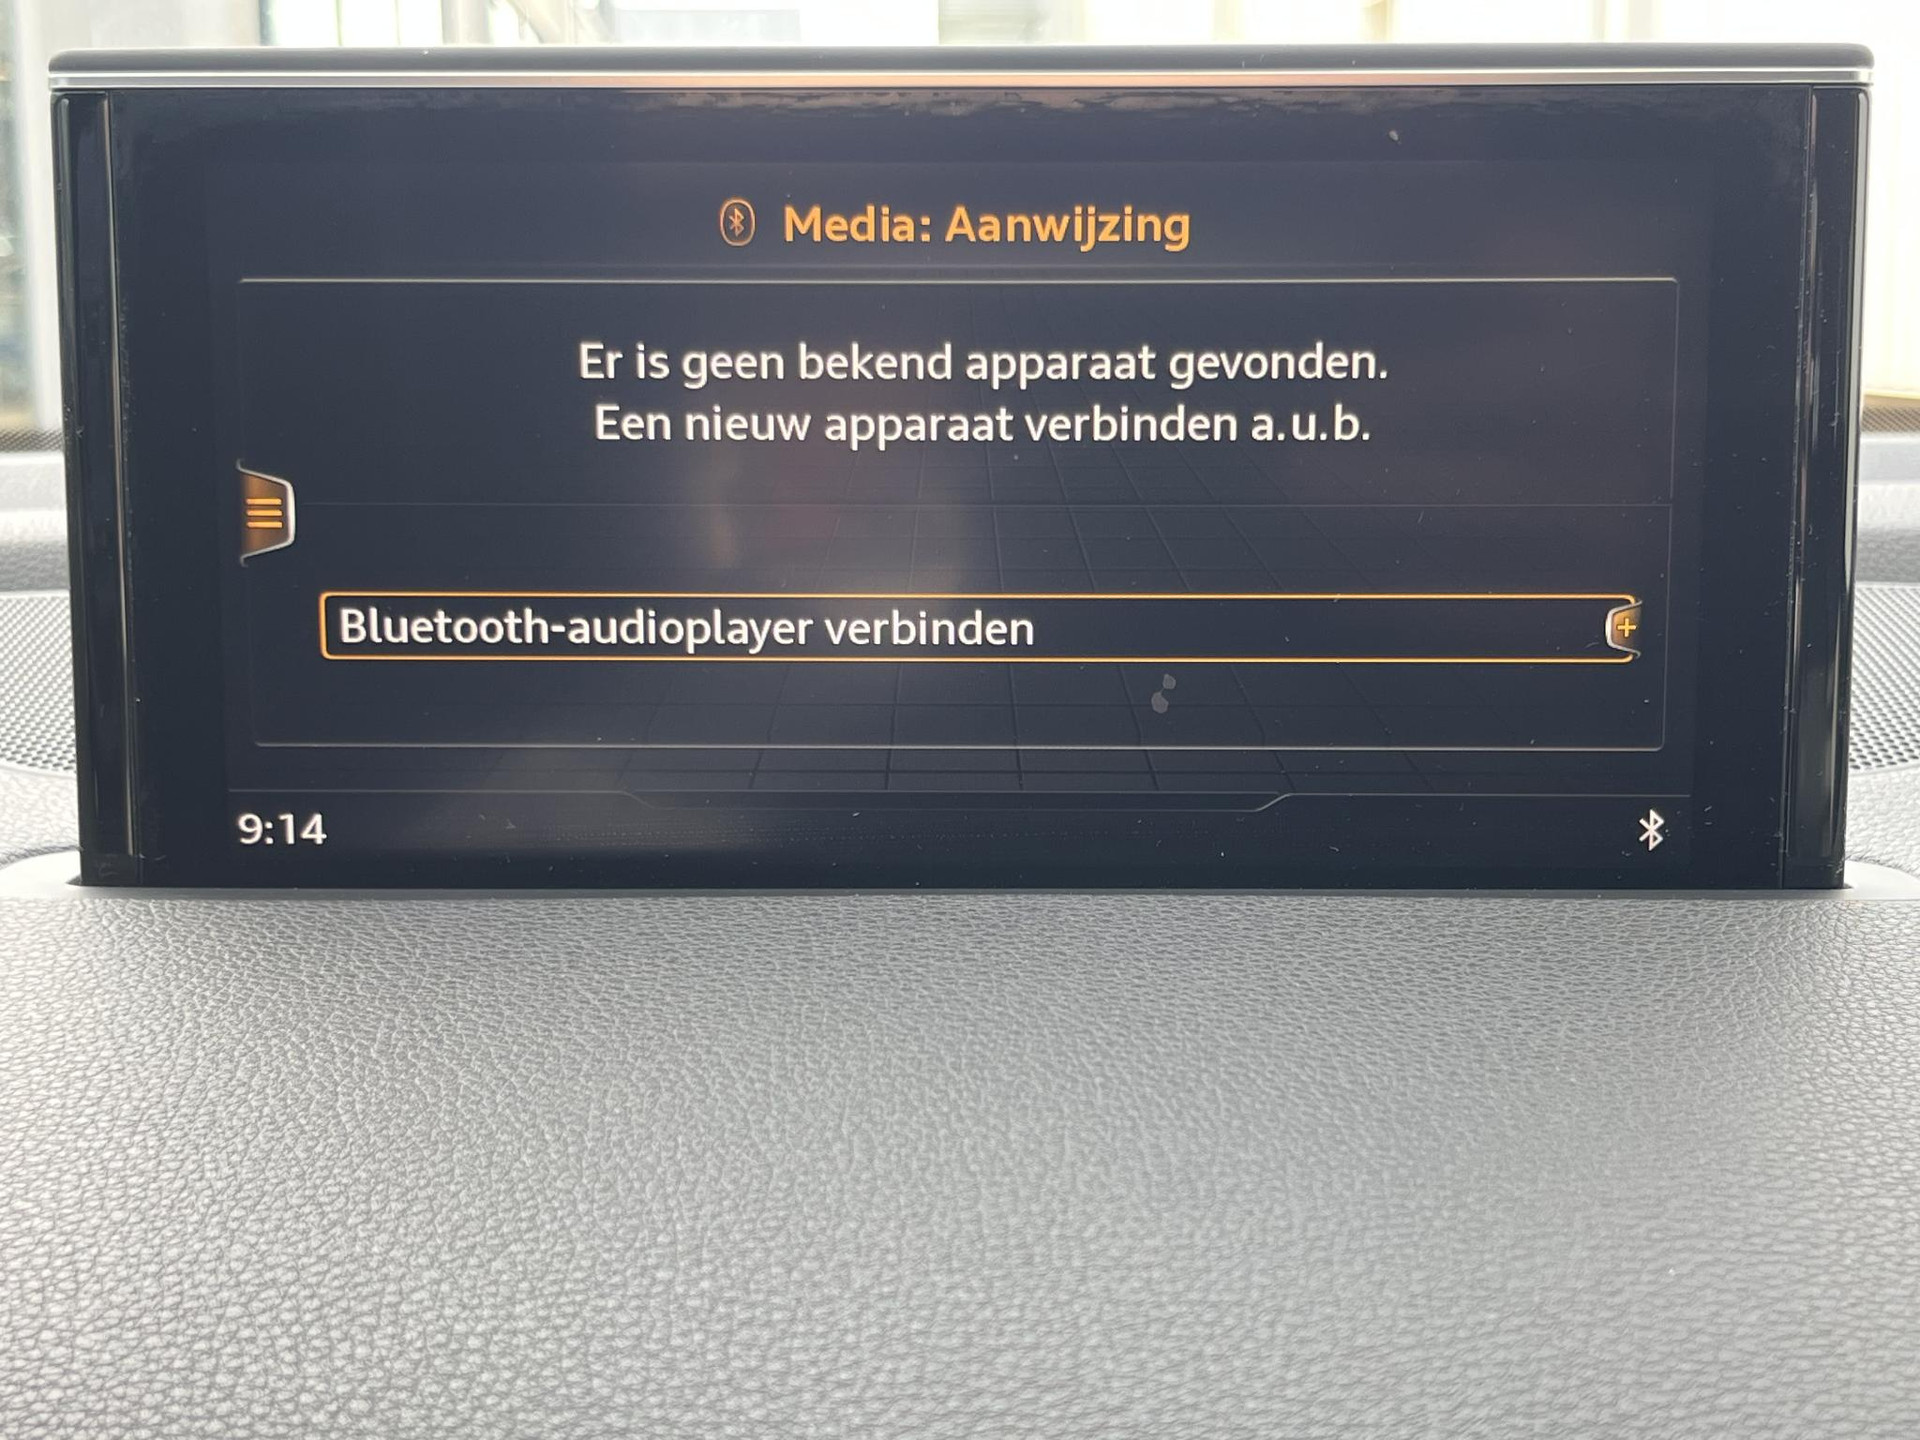 Media: Aanwijzing
Er is geen bekend apparaat gevonden.
Een nieuw apparaat verbinden a.u.b.
Bluetooth-audioplayer verbinden
9:14